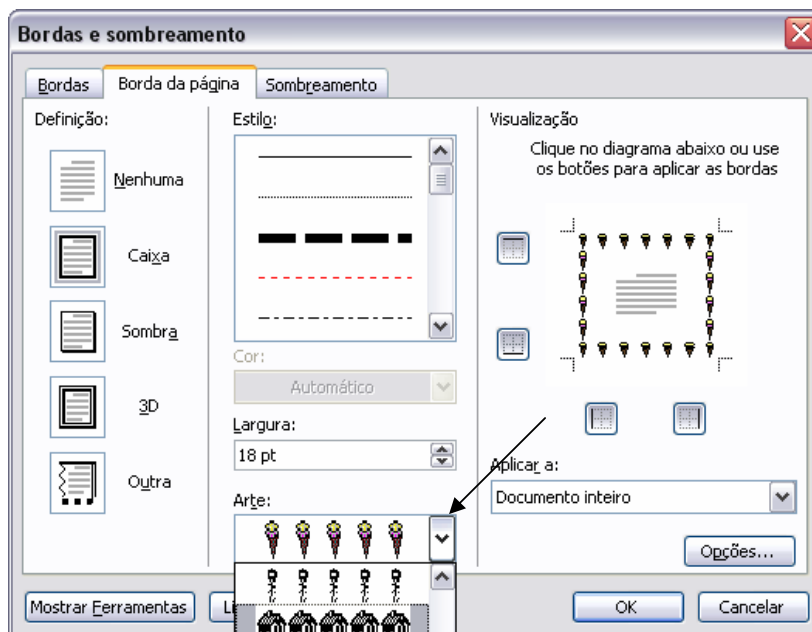 Bordas e sombreamento
Bordas
Borda da página
Sombreamento
Definição:
Nenhuma
Caixa
Sombra
3D
Outra
Estilo:
Cor:
Automático
Largura:
18 pt
Arte:
Visualização
Clique no diagrama abaixo ou use
os botões para aplicar as bordas
Aplicar a:
Documento inteiro
Opções...
Mostrar Ferramentas
Li
OK
Cancelar